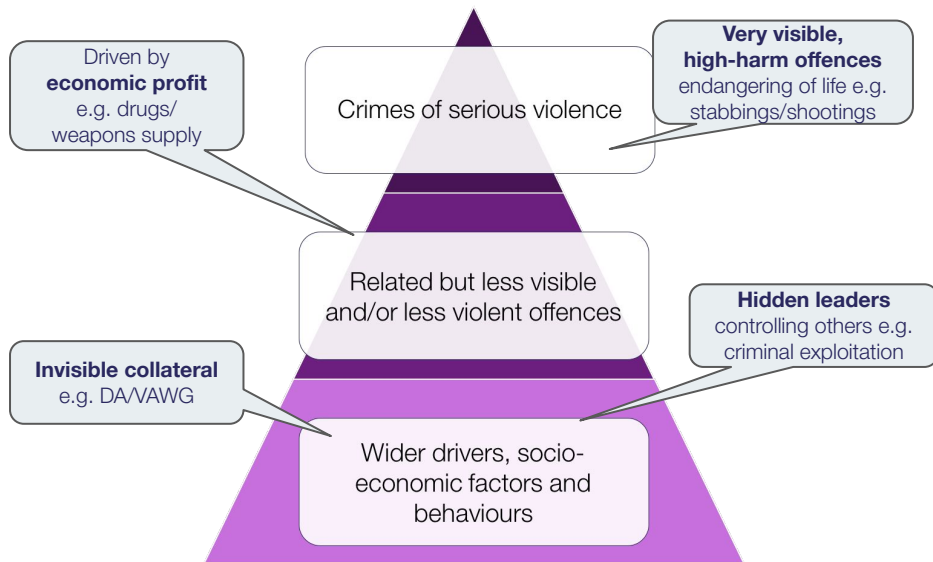 Driven by
economic profit
e.g. drugs/
weapons supply
Very visible,
high-harm offences
endangering of life e.g.
stabbings/shootings
Crimes of serious violence
Related but less visible
and/or less violent offences
Hidden leaders
controlling others e.g.
criminal exploitation
Invisible collateral
e.g. DA/VAWG
Wider drivers, socio-
economic factors and
behaviours